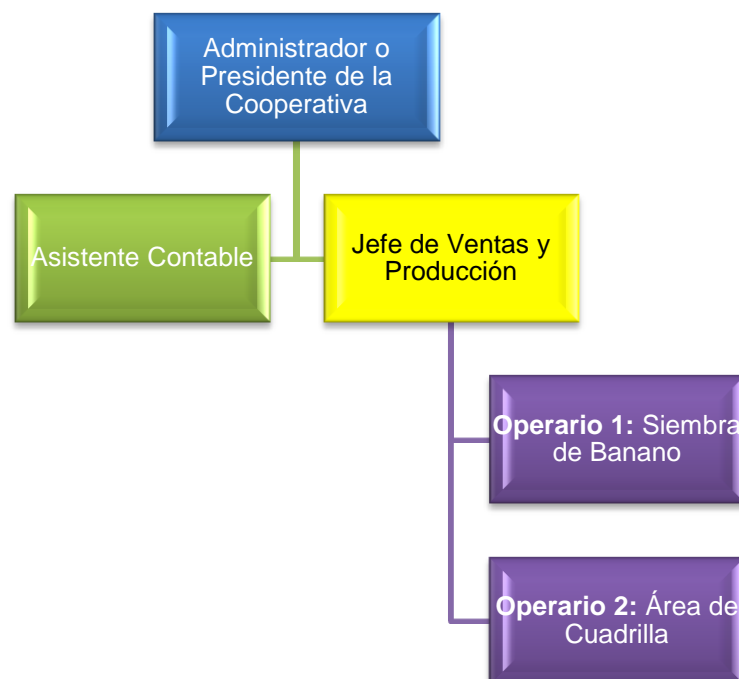 Administrador o
Presidente de la
Cooperativa
Asistente Contable
Jefe de Ventas y
Producción
Operario 1: Siembra
de Banano
Operario 2: Área de
Cuadrilla